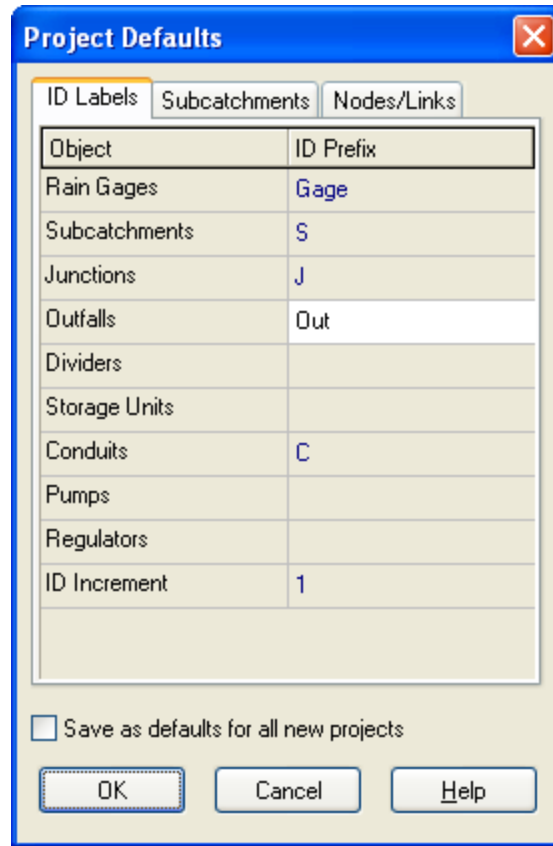 Project Defaults
ID Labels Subcatchments Nodes/Links
Object ID Prefix
Rain Gages Gage
Subcatchments S
Junctions J
Outfalls Out
Dividers
Storage Units
Conduits C
Pumps
Regulators
ID Increment 1
Save as defaults for all new projects
OK Cancel Help